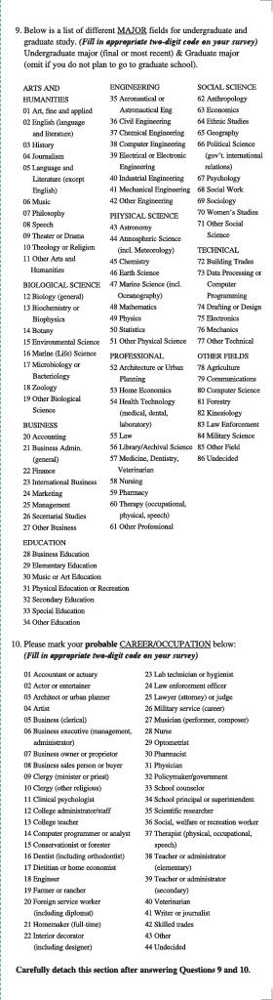 9. Below is a list of different MAJOR fields for undergraduate and
graduate study. (Fill in appropriate two-digit code on your survey)
Undergraduate major (final or most recent) & Graduate major
(omit if you do not plan to go to graduate school).
ARTS AND
HUMANITIES
01 Art, fine and applied
02 English (language
and literature)
03 History
04 Journalism
05 Language and
Literature (except
English)
06 Music
07 Philosophy
08 Speech
09 Theater or Drama
10 Theology or Religion
11 Other Arts and
Humanities
BIOLOGICAL SCIENCE
12 Biology (general)
13 Biochemistry or
Biophysics
14 Botany
15 Environmental Science
16 Marine (Life) Science
17 Microbiology or
Bacteriology
18 Zoology
19 Other Biological
Science
BUSINESS
20 Accounting
21 Business Admin.
(general)
22 Finance
23 International Business
24 Marketing
25 Management
26 Secretarial Studies
27 Other Business
EDUCATION
28 Business Education
29 Elementary Education
30 Music or Art Education
31 Physical Education or Recreation
32 Secondary Education
33 Special Education
34 Other Education
ENGINEERING
35 Aeronautical or
Astronautical Eng
36 Civil Engineering
37 Chemical Engineering
38 Computer Engineering
39 Electrical or Electronic
Engineering
40 Industrial Engineering
41 Mechanical Engineering
42 Other Engineering
PHYSICAL SCIENCE
43 Astronomy
44 Atmospheric Science
(incl. Meteorology)
45 Chemistry
46 Earth Science
47 Marine Science (incl.
Oceanography)
48 Mathematics
49 Physics
50 Statistics
51 Other Physical Science
PROFESSIONAL
52 Architecture or Urban
Planning
53 Home Economics
54 Health Technology
(medical, dental,
laboratory)
55 Law
56 Library/Archival Science
57 Medicine, Dentistry,
Veterinarian
58 Nursing
59 Pharmacy
60 Therapy (occupational,
physical, speech)
61 Other Professional
SOCIAL SCIENCE
62 Anthropology
63 Economics
64 Ethnic Studies
65 Geography
66 Political Science
(gov't, international
relations)
67 Psychology
68 Social Work
69 Sociology
70 Women's Studies
71 Other Social
Science
TECHNICAL
72 Building Trades
73 Data Processing or
Computer
Programming
74 Drafting or Design
75 Electronics
76 Mechanics
77 Other Technical
OTHER FIELDS
78 Agriculture
79 Communications
80 Computer Science
81 Forestry
82 Kinesiology
83 Law Enforcement
84 Military Science
85 Other Field
86 Undecided
10. Please mark your probable CAREER/OCCUPATION below:
(Fill in appropriate two-digit code on your survey)
01 Accountant or actuary
02 Actor or entertainer
03 Architect or urban planner
04 Artist
05 Business (clerical)
06 Business executive (management,
administrator)
07 Business owner or proprietor
08 Business sales person or buyer
09 Clergy (minister or priest)
10 Clergy (other religious)
11 Clinical psychologist
12 College administrator/staff
13 College teacher
14 Computer programmer or analyst
15 Conservationist or forester
16 Dentist (including orthodontist)
17 Dietitian or home economist
18 Engineer
19 Farmer or rancher
20 Foreign service worker
(including diplomat)
21 Homemaker (full-time)
22 Interior decorator
(including designer)
23 Lab technician or hygienist
24 Law enforcement officer
25 Lawyer (attorney) or judge
26 Military service (career)
27 Musician (performer, composer)
28 Nurse
29 Optometrist
30 Pharmacist
31 Physician
32 Policymaker/government
33 School counselor
34 School principal or superintendent
35 Scientific researcher
36 Social, welfare or recreation worker
37 Therapist (physical, occupational,
speech)
38 Teacher or administrator
(elementary)
39 Teacher or administrator
(secondary)
40 Veterinarian
41 Writer or journalist
42 Skilled trades
43 Other
44 Undecided
Carefully detach this section after answering Questions 9 and 10.